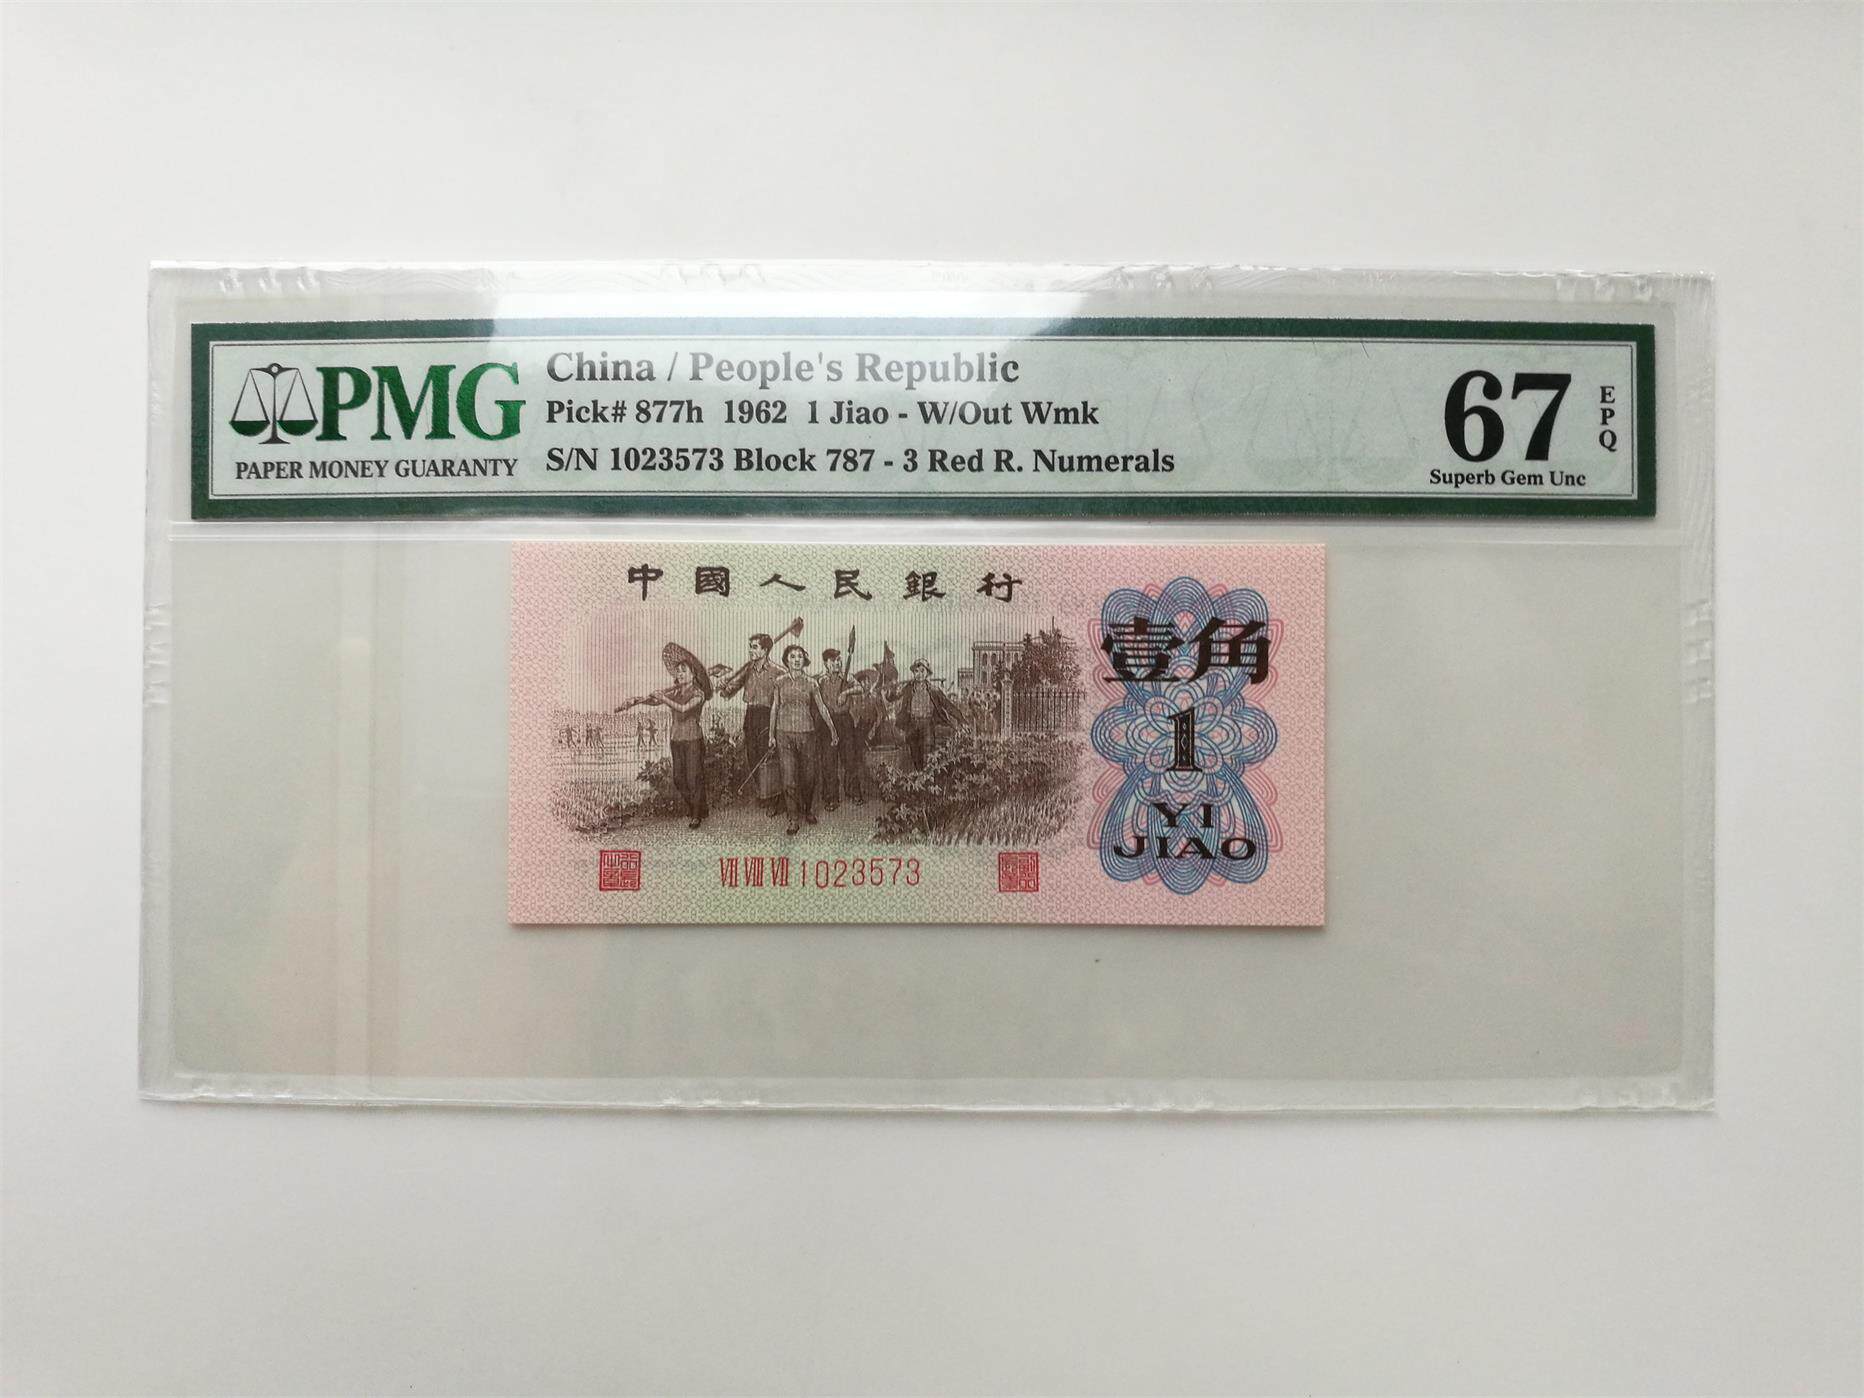 PMG
PAPER MONEY GUARANTY
China / People's Republic
Pick# 877h 1962 1 Jiao - W/Out Wmk
S/N 1023573 Block 787 - 3 Red R. Numerals
67
EPQ
Superb Gem Unc
中國人民銀行
壹角
1
YI
JIAO
VII VIII VII 1023573